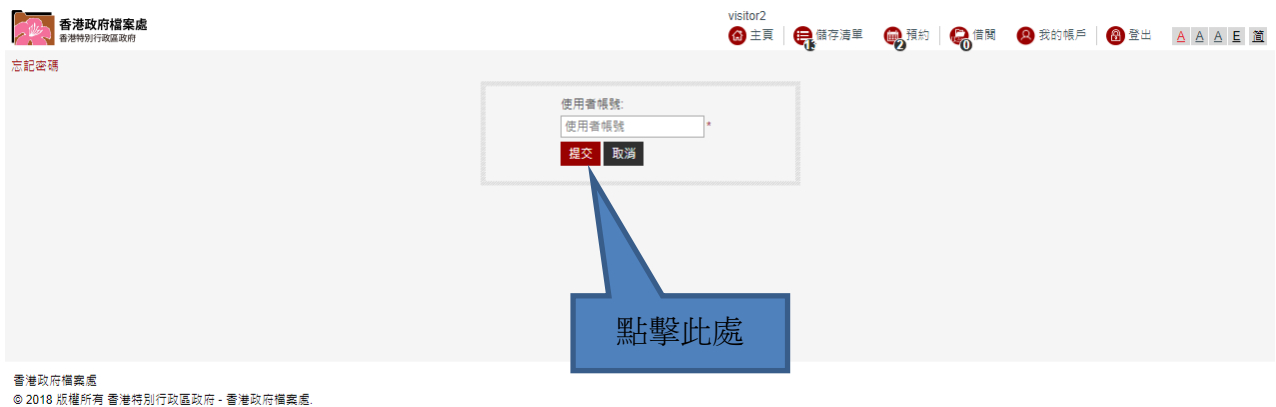 香港政府檔案處
香港特別行政區政府
visitor2
主頁 儲存清單 13 預約 2 借閱 0 我的帳戶 登出 A A A E 简
忘記密碼
使用者帳號:
使用者帳號 *
提交 取消
點擊此處
香港政府檔案處
© 2018 版權所有 香港特別行政區政府 - 香港政府檔案處.